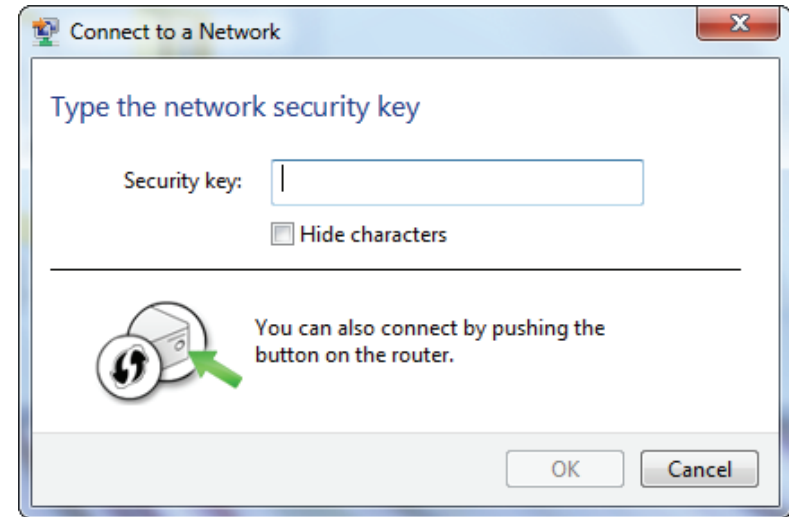 Connect to a Network
Type the network security key
Security key:
Hide characters
You can also connect by pushing the
button on the router.
OK
Cancel